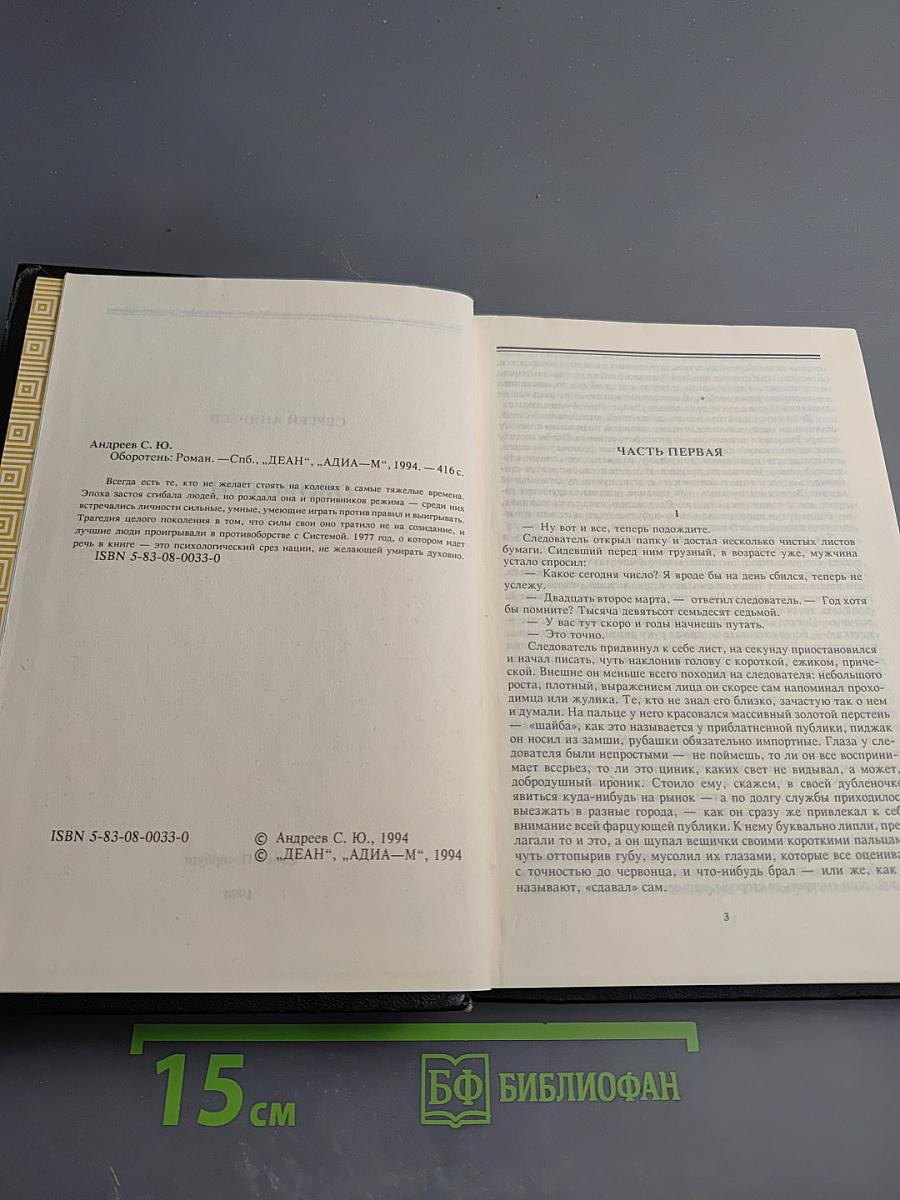 Андреев С. Ю.
Оборотень: Роман. —Спб., „ДЕАН“, „АДИА—М“, 1994. — 416 с.
Всегда есть те, кто не желает стоять на коленях в самые тяжелые времена.
Эпоха застоя сгибала людей, но рождала она и противников режима — среди них
встречались личности сильные, умные, умеющие играть против правил и выигрывать.
Трагедия целого поколения в том, что силы свои оно тратило не на созидание, и
лучшие люди проигрывали в противоборстве с Системой. 1977 год, о котором идет
речь в книге — это психологический срез нации, не желающей умирать духовно.
ISBN 5-83-08-0033-0
ISBN 5-83-08-0033-0
© Андреев С. Ю., 1994
© „ДЕАН“, „АДИА—М“, 1994
ЧАСТЬ ПЕРВАЯ
1
— Ну вот и все, теперь подождите.
Следователь открыл папку и достал несколько чистых листов
бумаги. Сидевший перед ним грузный, в возрасте уже, мужчина
устало спросил:
— Какое сегодня число? Я вроде бы на день сбился, теперь не
услежу.
— Двадцать второе марта, — ответил следователь. — Год хотя
бы помните? Тысяча девятьсот семьдесят седьмой.
— У вас тут скоро и годы начнешь путать.
— Это точно.
Следователь придвинул к себе лист, на секунду приостановился
и начал писать, чуть наклонив голову с короткой, ежиком, приче-
ской. Внешне он меньше всего походил на следователя: небольшого
роста, плотный, выражением лица он скорее сам напоминал прохо-
димца или жулика. Те, кто не знал его близко, зачастую так о нем
и думали. На пальце у него красовался массивный золотой перстень
— «шайба», как это называется у приблатненной публики, пиджак
он носил из замши, рубашки обязательно импортные. Глаза у сле-
дователя были непростыми — не поймешь, то ли он все восприни-
мает всерьез, то ли это циник, каких свет не видывал, а может,
добродушный ироник. Стоило ему, скажем, в своей дубленочке
явиться куда-нибудь на рынок — а по долгу службы приходилос
выезжать в разные города, — как он сразу же привлекал к себ
внимание всей фарцующей публики. К нему буквально липли, пре
лагали то и это, а он щупал вещички своими короткими пальцам
чуть оттопырив губу, мусолил их глазами, которые все оценива
с точностью до червонца, и что-нибудь брал — или же, как
называют, «сдавал» сам.
3
15 см
БФ БИБЛИОФАН